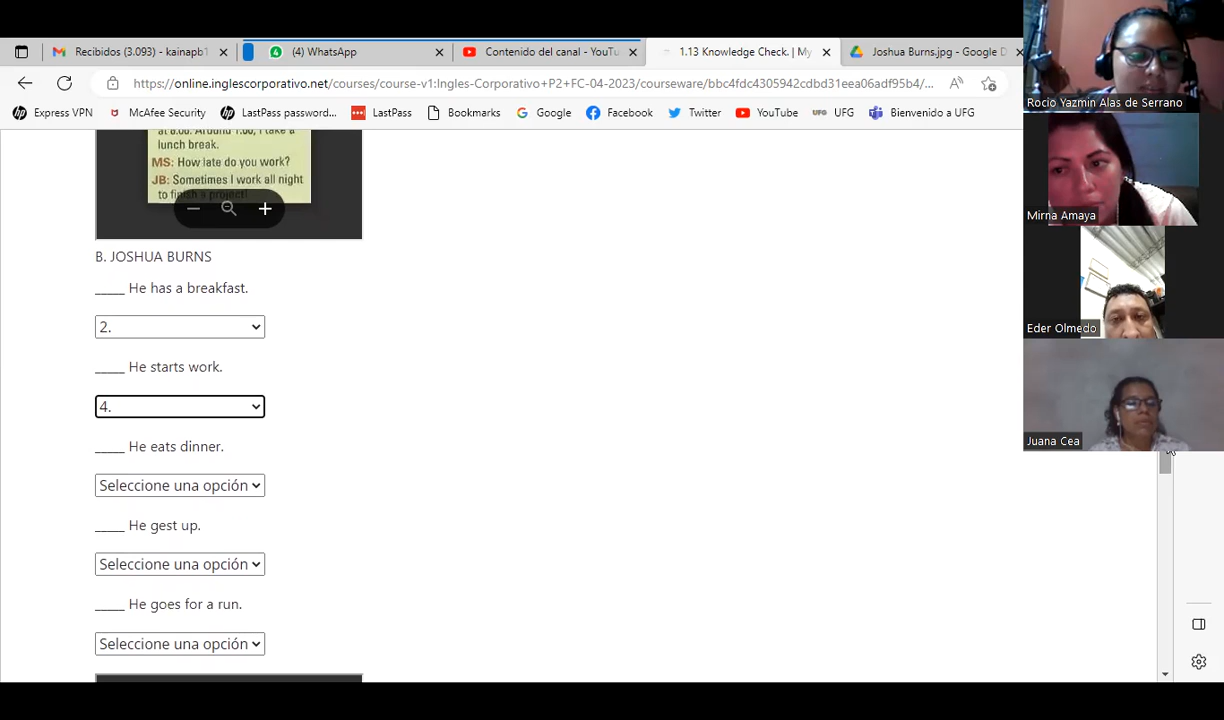 Recibidos (3.093) - kainapb1
(4) WhatsApp
Contenido del canal - YouTu
1.13 Knowledge Check. | My
Joshua Burns.jpg - Google D
https://online.inglescorporativo.net/courses/course-v1:Ingles-Corporativo+P2+FC-04-2023/courseware/bbc4fdc4305942cdbd31eea06adf95b4/...
Express VPN
McAfee Security
LastPass password...
LastPass
Bookmarks
Google
Facebook
Twitter
YouTube
UFG
UFG
Bienvenido a UFG
at 8:00. Around 1:00, I take a
lunch break.
MS: How late do you work?
JB: Sometimes I work all night
to finish a project!
B. JOSHUA BURNS
_____ He has a breakfast.
2.
_____ He starts work.
4.
_____ He eats dinner.
Seleccione una opción
_____ He gest up.
Seleccione una opción
_____ He goes for a run.
Seleccione una opción
Rocio Yazmin Alas de Serrano
Mirna Amaya
Eder Olmedo
Juana Cea